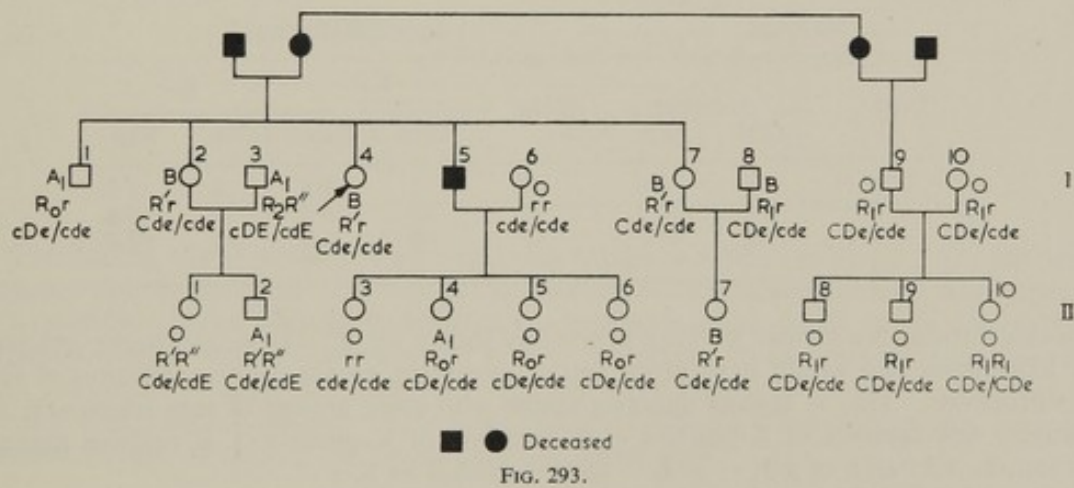 1 2 3 4 5 6 7 8 9 10 I
A₁ B A₁ B O B B O O
R₀r R'r R₂R" R'r rr R'r R₁r R₁r R₁r
cDe/cde Cde/cde cDE/cdE Cde/cde cde/cde Cde/cde CDe/cde CDe/cde CDe/cde
1 2 3 4 5 6 7 8 9 10 II
O A₁ O A₁ O O B O O O
R'R" R'R" rr R₀r R₀r R₀r R'r R₁r R₁r R₁R₁
Cde/cdE Cde/cdE cde/cde cDe/cde cDe/cde cDe/cde Cde/cde CDe/cde CDe/cde CDe/CDe
Deceased
FIG. 293.